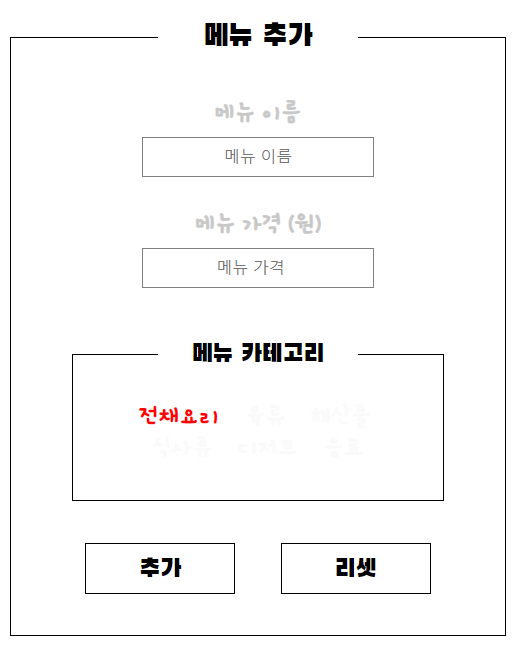 메뉴 추가
메뉴 이름
메뉴 이름
메뉴 가격 (원)
메뉴 가격
메뉴 카테고리
전채요리 육류 해산물
식사류 디저트 음료
추가 리셋